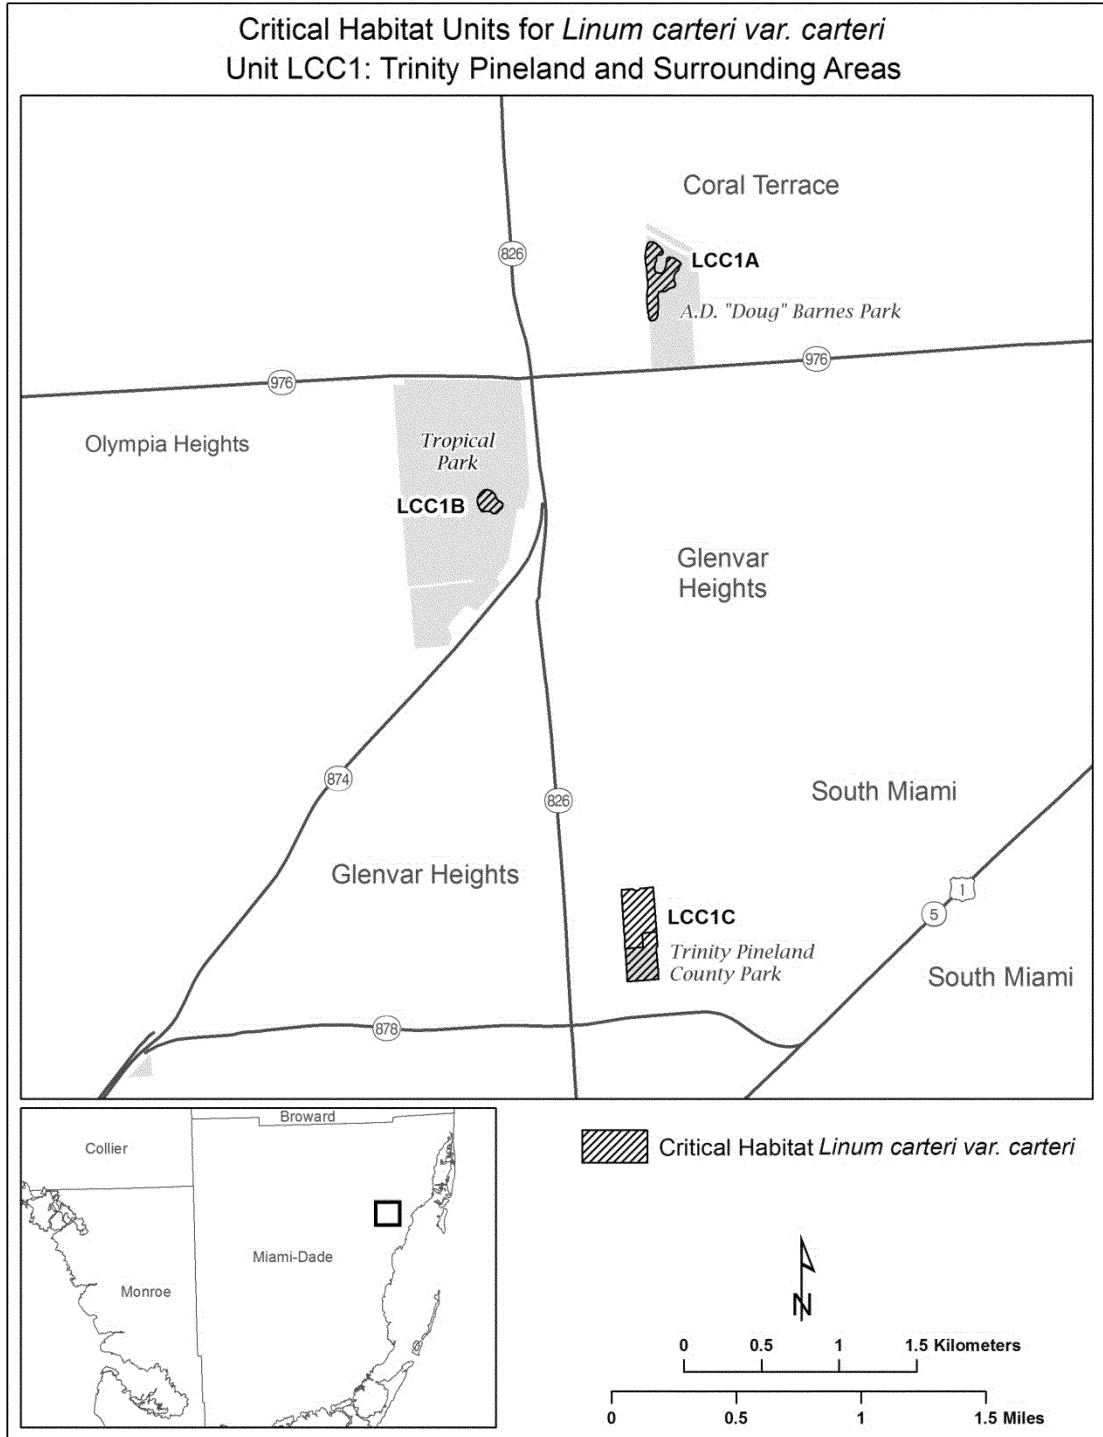 Critical Habitat Units for Linum carteri var. carteri
Unit LCC1: Trinity Pineland and Surrounding Areas
Coral Terrace
826
LCC1A
A.D. "Doug" Barnes Park
976
976
Olympia Heights
Tropical
Park
LCC1B
Glenvar
Heights
874
826
South Miami
Glenvar Heights
1
5
LCC1C
Trinity Pineland
County Park
South Miami
878
Broward
Collier
Miami-Dade
Monroe
Critical Habitat Linum carteri var. carteri
N
0 0.5 1 1.5 Kilometers
0 0.5 1 1.5 Miles